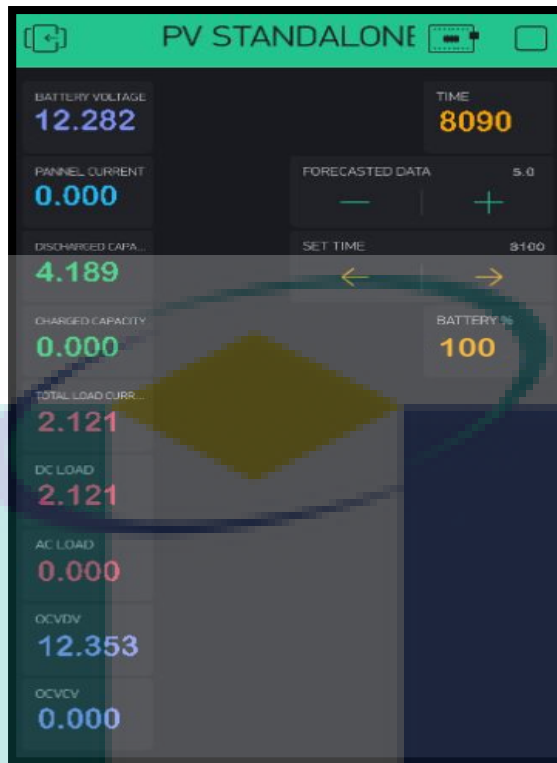 PV STANDALONE
BATTERY VOLTAGE
12.282
TIME
8090
PANNEL CURRENT
0.000
FORECASTED DATA
5.0
DISCHARGED CAPA...
4.189
SET TIME
8100
CHARGED CAPACITY
0.000
BATTERY %
100
TOTAL LOAD CURR...
2.121
DC LOAD
2.121
AC LOAD
0.000
OCVDV
12.353
OCVCV
0.000